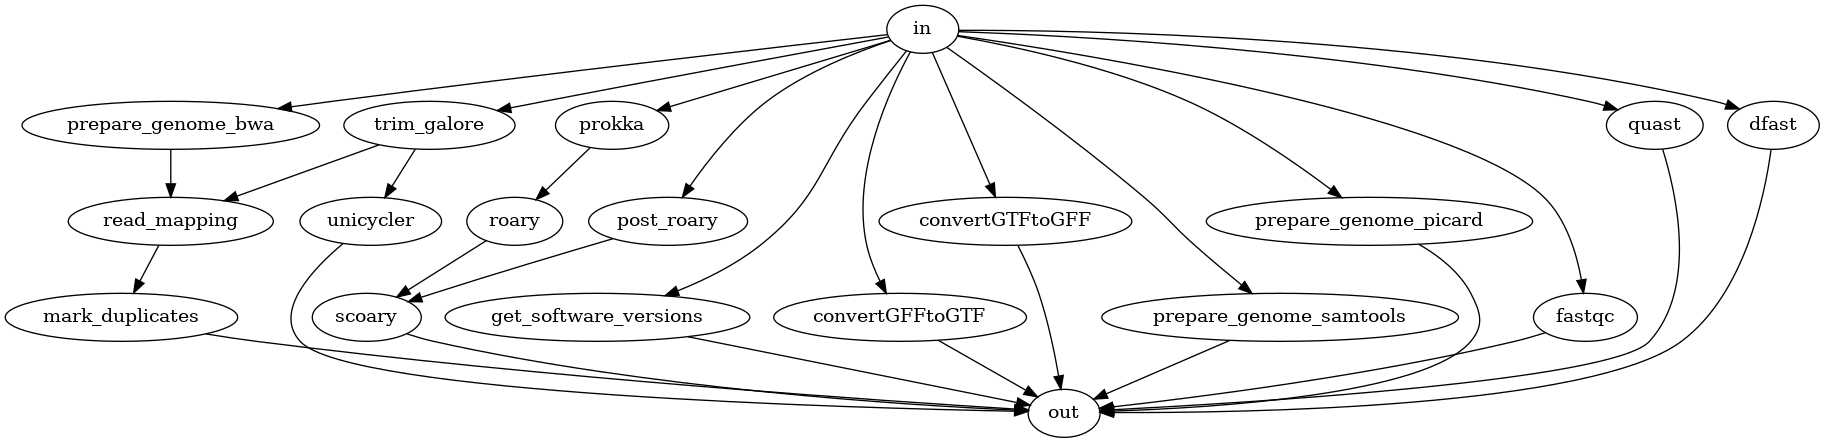 in
prepare_genome_bwa
trim_galore
prokka
quast
dfast
read_mapping
unicycler
roary
post_roary
convertGTFtoGFF
prepare_genome_picard
mark_duplicates
scoary
get_software_versions
convertGFFtoGTF
prepare_genome_samtools
fastqc
out